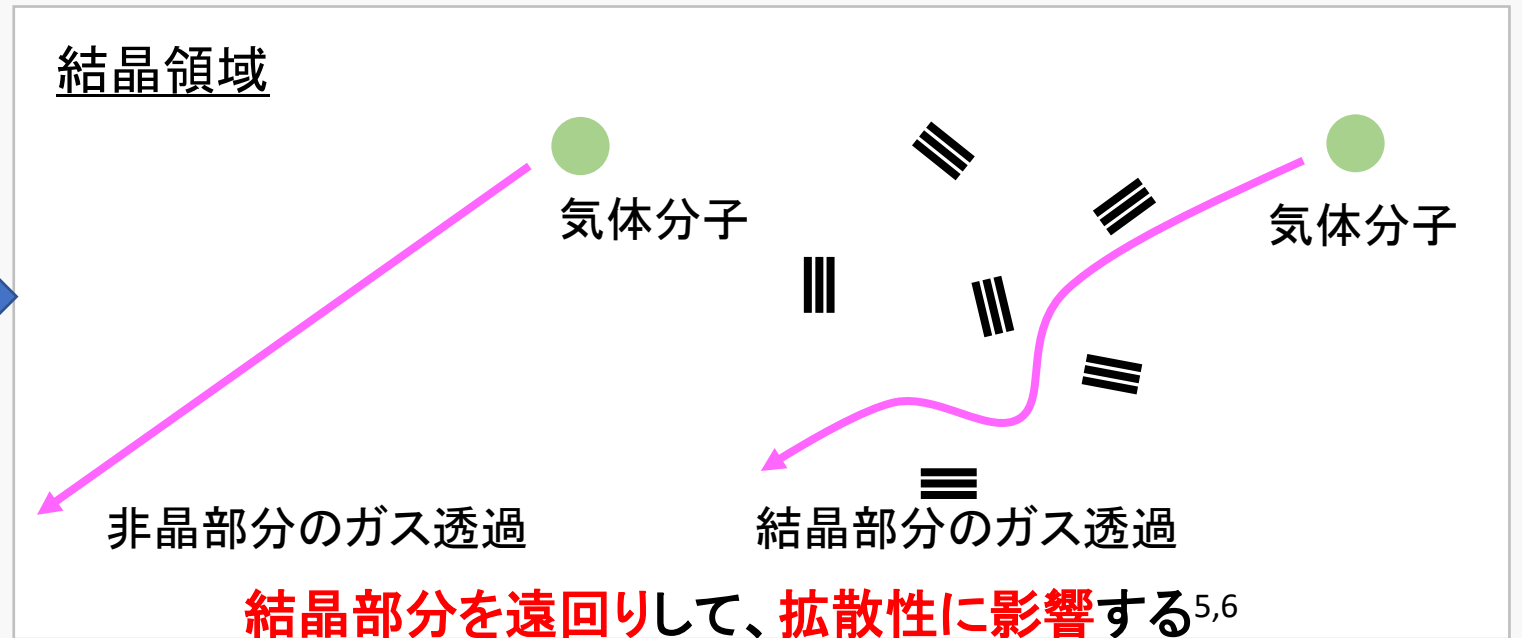 結晶領域
気体分子
気体分子
非晶部分のガス透過
結晶部分のガス透過
結晶部分を遠回りして、拡散性に影響する5,6